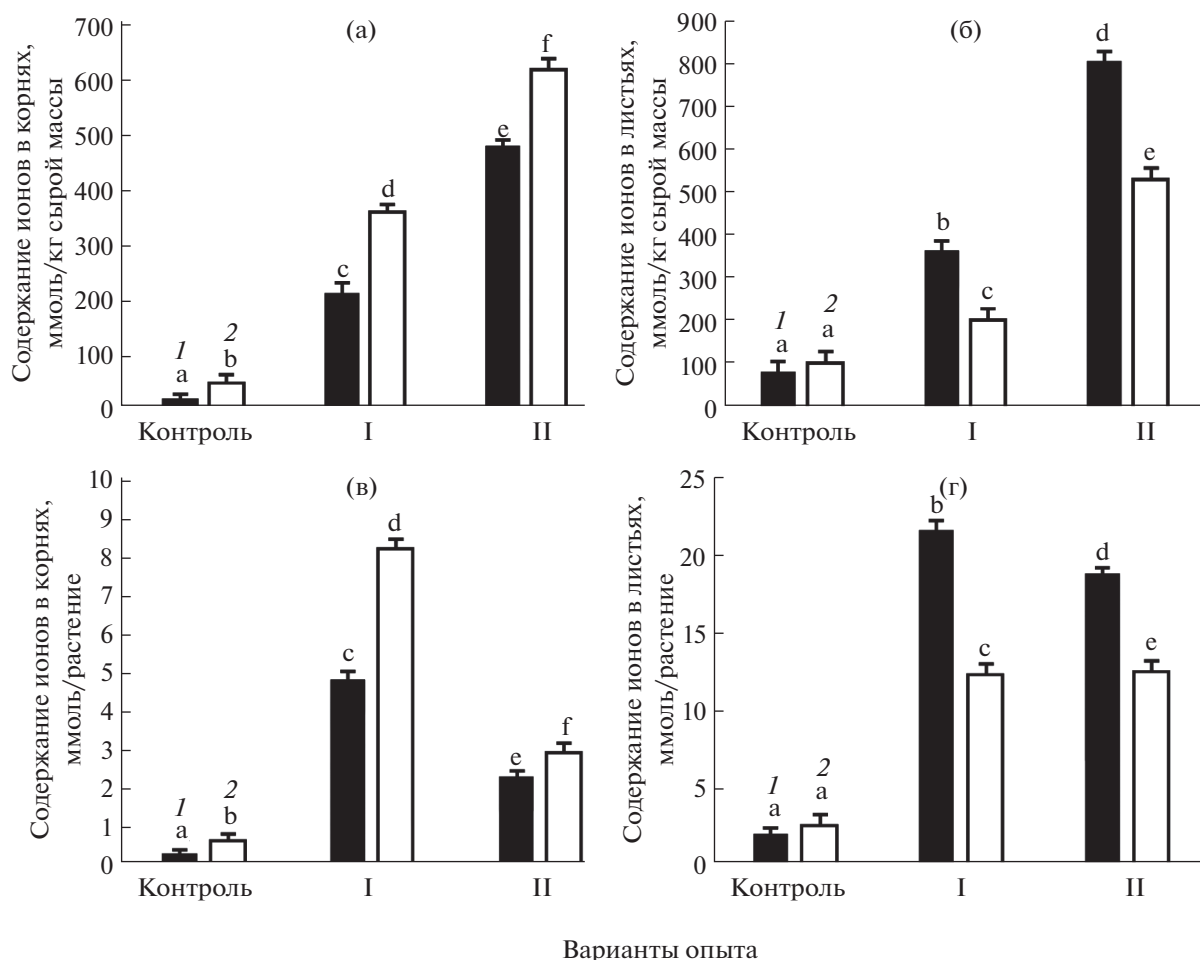 Содержание ионов в корнях,
ммоль/кг сырой массы
700
600
500
400
300
200
100
0
(а)
1
a
2
b
c
d
e
f
Контроль
I
II
Содержание ионов в листьях,
ммоль/кг сырой массы
900
800
700
600
500
400
300
200
100
0
(б)
1
a
2
a
b
c
d
e
Контроль
I
II
Содержание ионов в корнях,
ммоль/растение
10
9
8
7
6
5
4
3
2
1
0
(в)
1
a
2
b
c
d
e
f
Контроль
I
II
Содержание ионов в листьях,
ммоль/растение
25
20
15
10
5
0
(г)
1
a
2
a
b
c
d
e
Контроль
I
II
Варианты опыта